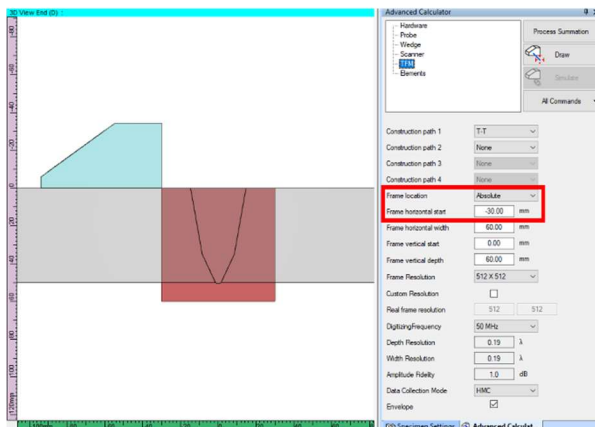 3D View End (D) :
Advanced Calculator
Hardware
Probe
Wedge
Scanner
TFM
Elements
Process Summation
Draw
Simulate
All Commands
Construction path 1 T-T
Construction path 2 None
Construction path 3 None
Construction path 4 None
Frame location Absolute
Frame horizontal start -30.00 mm
Frame horizontal width 60.00 mm
Frame vertical start 0.00 mm
Frame vertical depth 60.00 mm
Frame Resolution 512 X 512
Custom Resolution
Real frame resolution 512 512
DigitizingFrequency 50 MHz
Depth Resolution 0.19 λ
Width Resolution 0.19 λ
Amplitude Fidelity 1.0 dB
Data Collection Mode HMC
Envelope
Advanced Calculat...